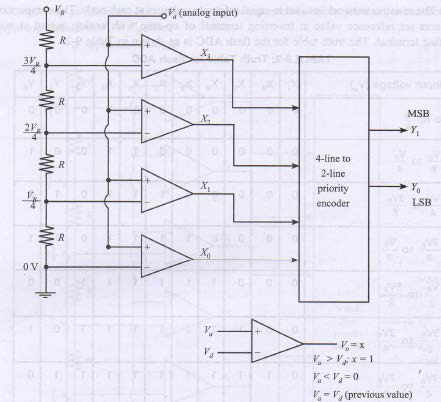 V_R
V_a (analog input)
R
3V_R/4
X_3
R
2V_R/4
X_2
MSB
Y_1
R
4-line to
2-line
priority
encoder
X_1
Y_0
LSB
V_R/4
R
X_0
0 V
V_a
V_d
V_o = x
V_a > V_d; x = 1
V_a < V_d = 0
V_a = V_d (previous value)